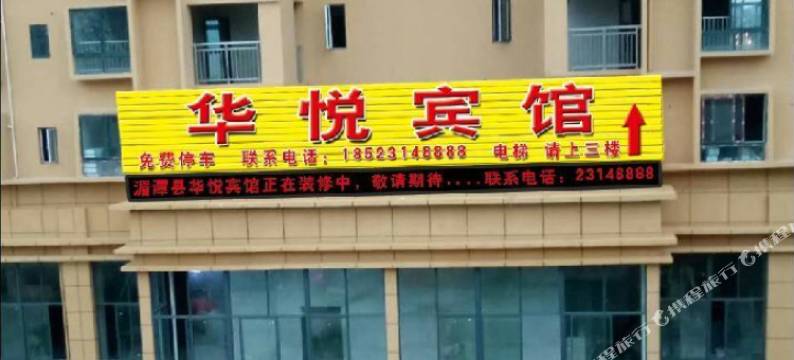 华悦宾馆
免费停车 联系电话：18523148888 电梯 请上三楼
湄潭县华悦宾馆正在装修中，敬请期待....联系电话：23148888
携程旅行